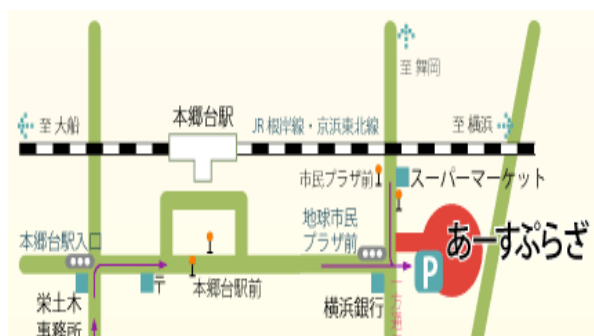 至 舞岡
本郷台駅
至 大船
JR 根岸線・京浜東北線
至 横浜
市民プラザ前
スーパーマーケット
地球市民
プラザ前
あーすぷらざ
本郷台駅入口
P
〒
本郷台駅前
栄土木
事務所
横浜銀行
一方通